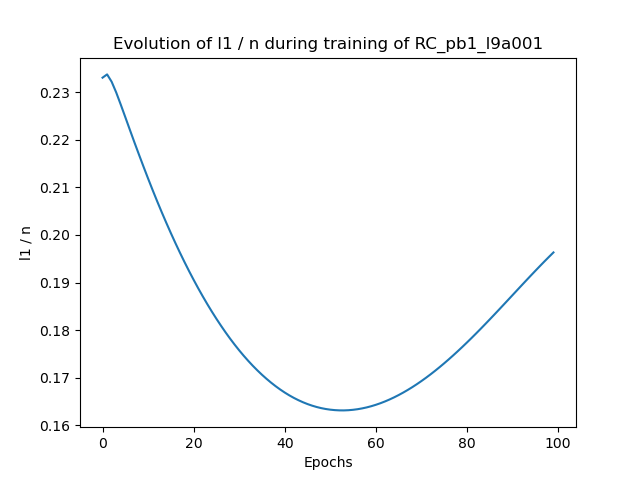 Evolution of l1 / n during training of RC_pb1_l9a001
0.23
0.22
0.21
0.20
0.19
0.18
0.17
0.16
l1 / n
0 20 40 60 80 100
Epochs